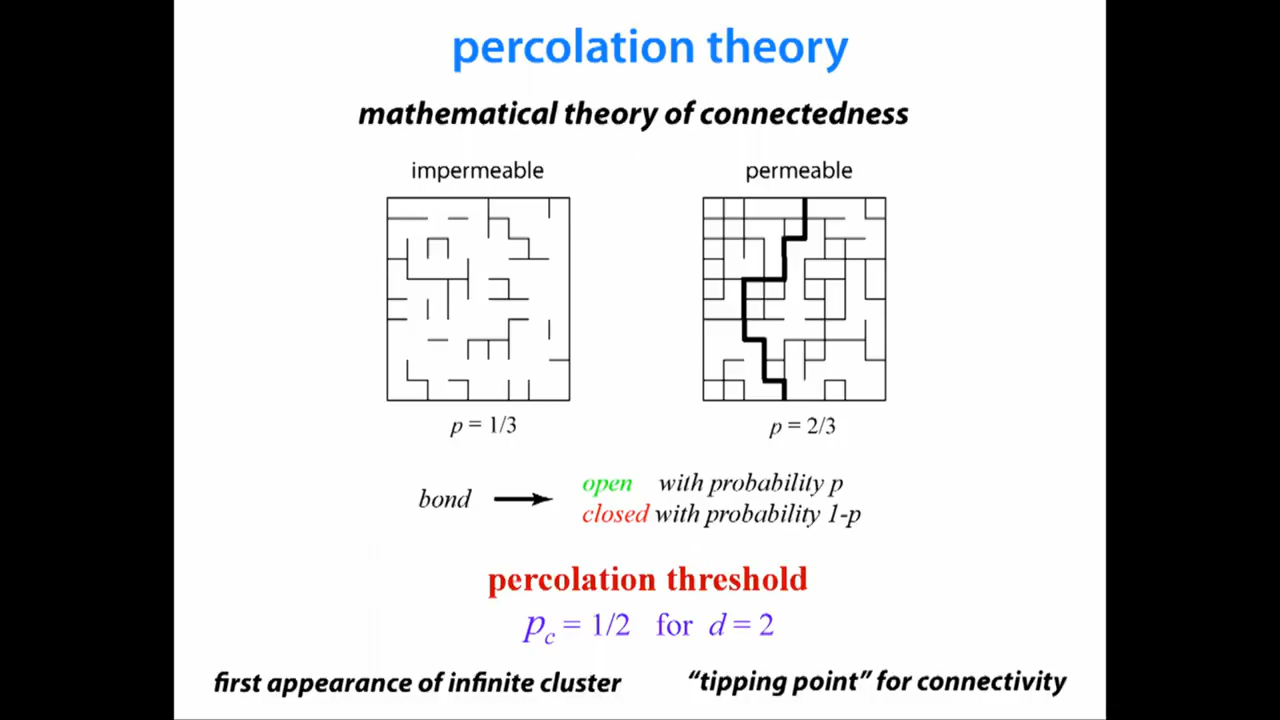 percolation theory
mathematical theory of connectedness
impermeable
permeable
p = 1/3
p = 2/3
bond
open with probability p
closed with probability 1-p
percolation threshold
pc = 1/2 for d = 2
first appearance of infinite cluster
“tipping point” for connectivity